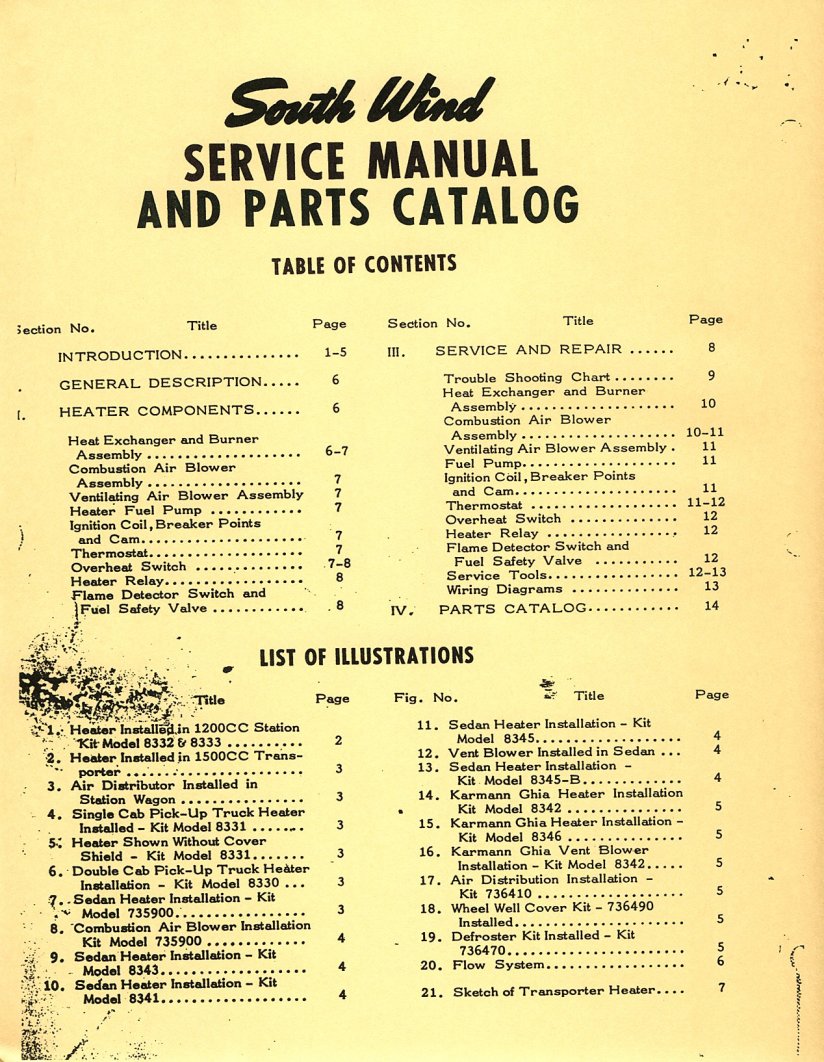 South Wind
SERVICE MANUAL
AND PARTS CATALOG
TABLE OF CONTENTS
Section No. Title Page
INTRODUCTION............... 1-5
GENERAL DESCRIPTION..... 6
I. HEATER COMPONENTS...... 6
Heat Exchanger and Burner
Assembly .................... 6-7
Combustion Air Blower
Assembly .................... 7
Ventilating Air Blower Assembly 7
Heater Fuel Pump ............ 7
Ignition Coil, Breaker Points
and Cam..................... 7
Thermostat.................... 7
Overheat Switch .............. 7-8
Heater Relay.................. 8
Flame Detector Switch and
Fuel Safety Valve ............ 8
Section No. Title Page
III. SERVICE AND REPAIR ...... 8
Trouble Shooting Chart ........ 9
Heat Exchanger and Burner
Assembly .................... 10
Combustion Air Blower
Assembly .................... 10-11
Ventilating Air Blower Assembly . 11
Fuel Pump.................... 11
Ignition Coil, Breaker Points
and Cam..................... 11
Thermostat ................... 11-12
Overheat Switch .............. 12
Heater Relay ................. 12
Flame Detector Switch and
Fuel Safety Valve ........... 12
Service Tools................. 12-13
Wiring Diagrams .............. 13
IV. PARTS CATALOG............ 14
LIST OF ILLUSTRATIONS
Title Page
1. Heater Installed in 1200CC Station
Kit Model 8332 & 8333 .......... 2
2. Heater Installed in 1500CC Trans-
porter ....................... 3
3. Air Distributor Installed in
Station Wagon ................ 3
4. Single Cab Pick-Up Truck Heater
Installed - Kit Model 8331 ....... 3
5. Heater Shown Without Cover
Shield - Kit Model 8331....... 3
6. Double Cab Pick-Up Truck Heater
Installation - Kit Model 8330 ... 3
7. Sedan Heater Installation - Kit
Model 735900................. 3
8. Combustion Air Blower Installation
Kit Model 735900 ............. 4
9. Sedan Heater Installation - Kit
Model 8343................... 4
10. Sedan Heater Installation - Kit
Model 8341................... 4
Fig. No. Title Page
11. Sedan Heater Installation - Kit
Model 8345................... 4
12. Vent Blower Installed in Sedan ... 4
13. Sedan Heater Installation -
Kit Model 8345-B............. 4
14. Karmann Ghia Heater Installation
Kit Model 8342 ............... 5
15. Karmann Ghia Heater Installation -
Kit Model 8346 ............... 5
16. Karmann Ghia Vent Blower
Installation - Kit Model 8342..... 5
17. Air Distribution Installation -
Kit 736410 ................... 5
18. Wheel Well Cover Kit - 736490
Installed...................... 5
19. Defroster Kit Installed - Kit
736470....................... 5
20. Flow System.................. 6
21. Sketch of Transporter Heater.... 7